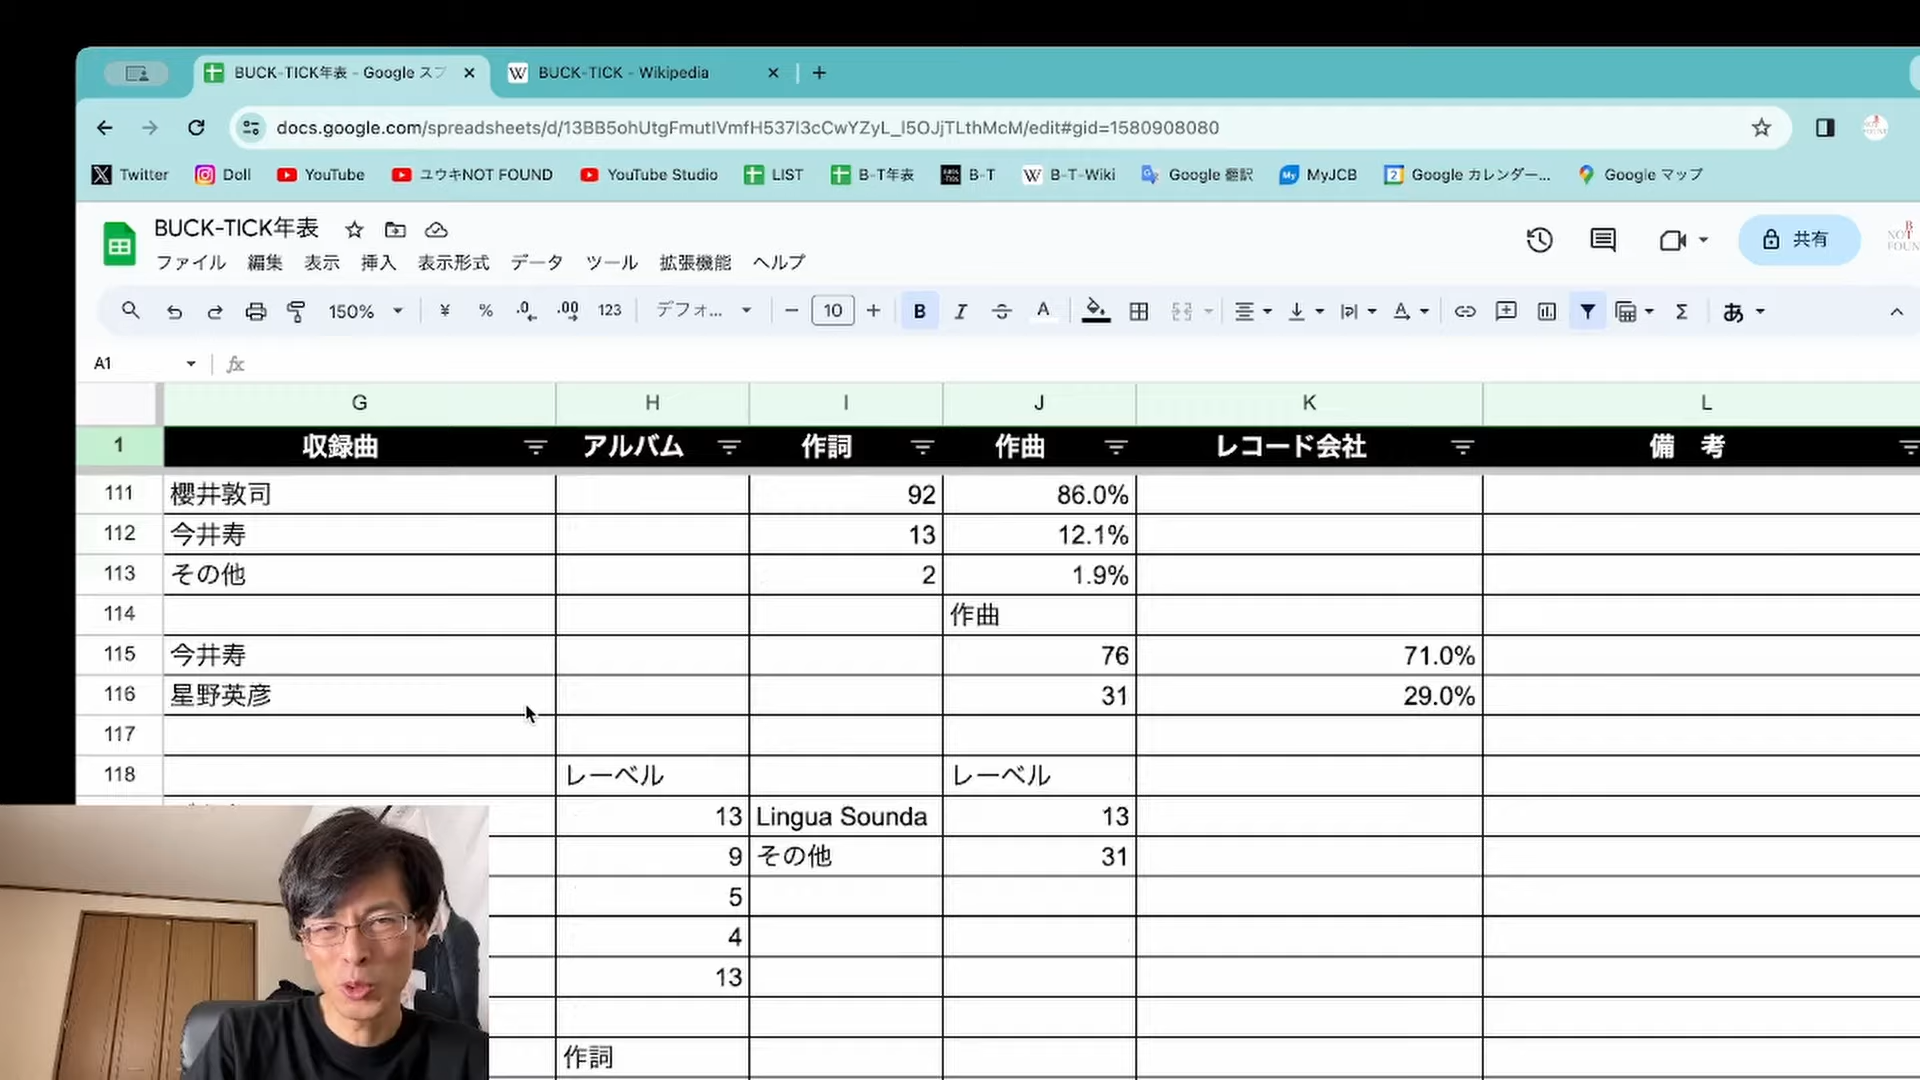 BUCK-TICK年表 - Google スプ
BUCK-TICK - Wikipedia
docs.google.com/spreadsheets/d/13BB5ohUtgFmutIVmfH537I3cCwYZyL_I5OJjTLthMcM/edit#gid=1580908080
Twitter Doll YouTube ユウキNOT FOUND YouTube Studio LIST B-T年表 B-T B-T-Wiki Google 翻訳 MyJCB Google カレンダー... Google マップ
BUCK-TICK年表
ファイル 編集 表示 挿入 表示形式 データ ツール 拡張機能 ヘルプ
共有
150% ¥ % .0 .00 123 デフォ... 10 B I A あ
A1 fx
G H I J K L
1 収録曲 アルバム 作詞 作曲 レコード会社 備 考
111 櫻井敦司 92 86.0%
112 今井寿 13 12.1%
113 その他 2 1.9%
114 作曲
115 今井寿 76 71.0%
116 星野英彦 31 29.0%
117
118 レーベル レーベル
13 Lingua Sounda 13
9 その他 31
5
4
13
作詞